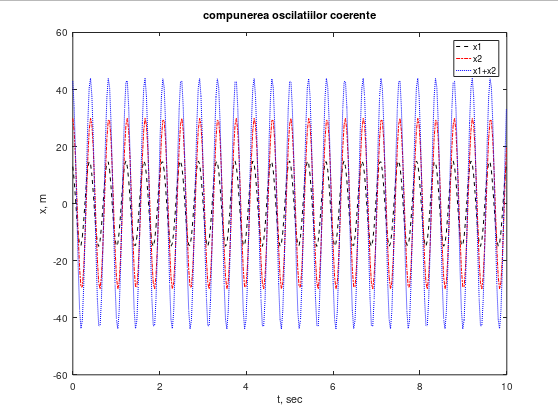 compunerea oscilatiilor coerente
60
40
20
0
-20
-40
-60
x, m
x1
x2
x1+x2
0 2 4 6 8 10
t, sec